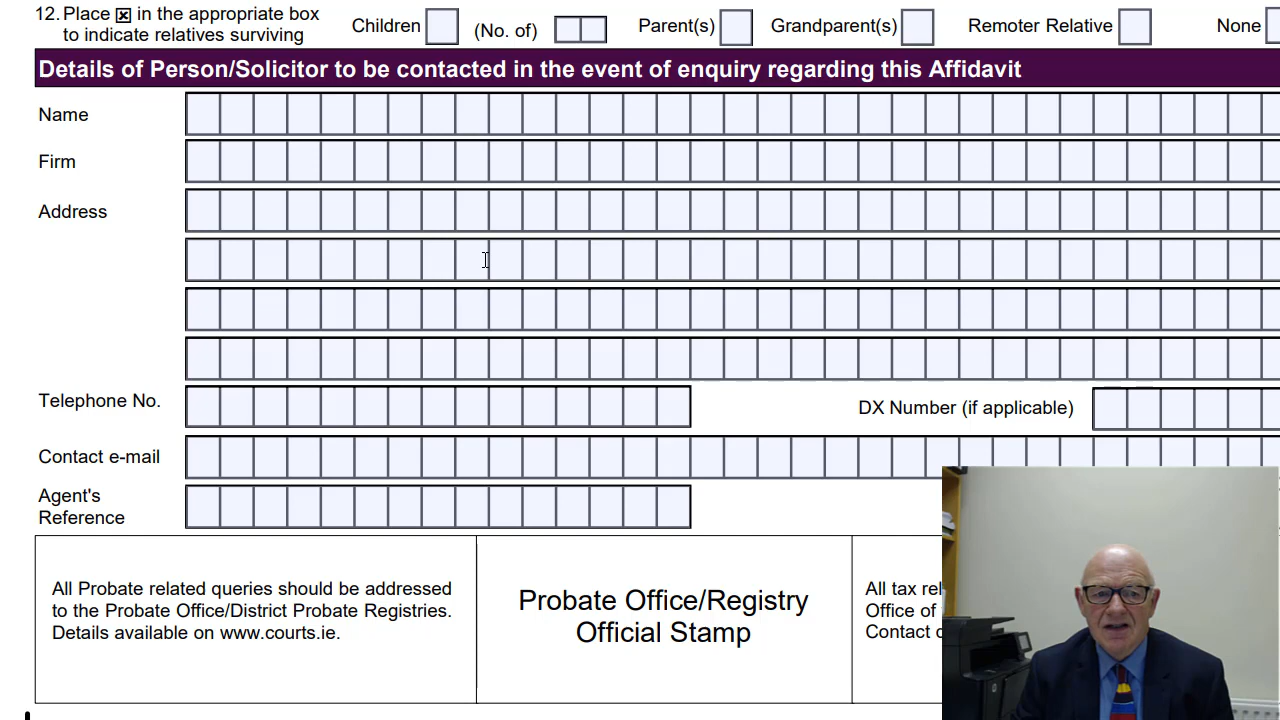 12. Place ☒ in the appropriate box
to indicate relatives surviving
Children (No. of) Parent(s) Grandparent(s) Remoter Relative None
Details of Person/Solicitor to be contacted in the event of enquiry regarding this Affidavit
Name
Firm
Address
Telephone No. DX Number (if applicable)
Contact e-mail
Agent's
Reference
All Probate related queries should be addressed
to the Probate Office/District Probate Registries.
Details available on www.courts.ie.
Probate Office/Registry
Official Stamp
All tax
Office of
Contact